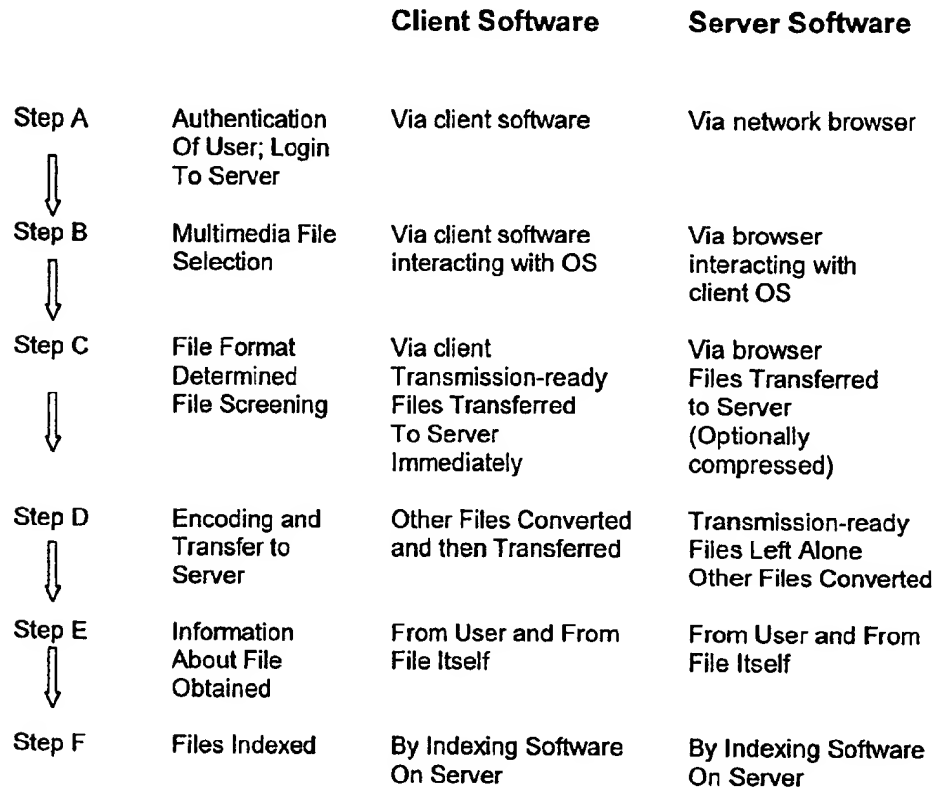 Client Software Server Software
Step A Authentication Via client software Via network browser
Of User; Login
To Server
Step B Multimedia File Via client software Via browser
Selection interacting with OS interacting with
client OS
Step C File Format Via client Via browser
Determined Transmission-ready Files Transferred
File Screening Files Transferred to Server
To Server (Optionally
Immediately compressed)
Step D Encoding and Other Files Converted Transmission-ready
Transfer to and then Transferred Files Left Alone
Server Other Files Converted
Step E Information From User and From From User and From
About File File Itself File Itself
Obtained
Step F Files Indexed By Indexing Software By Indexing Software
On Server On Server